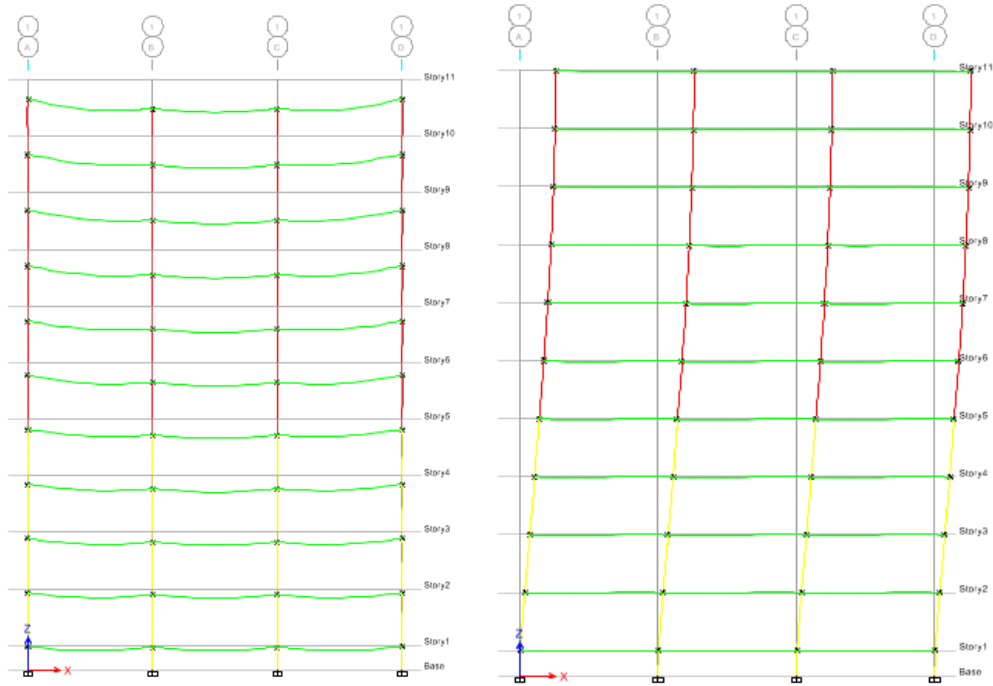 1 1 1 1
A B C D
Story11
Story10
Story9
Story8
Story7
Story6
Story5
Story4
Story3
Story2
Story1
Base
Z
X
1 1 1 1
A B C D
Story11
Story10
Story9
Story8
Story7
Story6
Story5
Story4
Story3
Story2
Story1
Base
Z
X